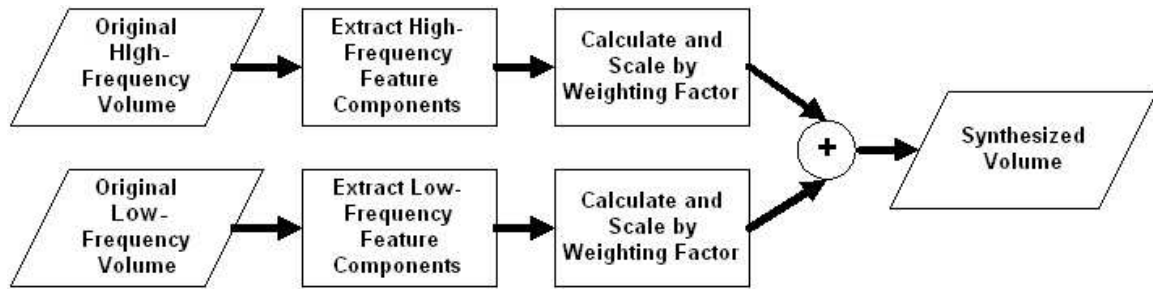 Original
HIgh-
Frequency
Volume
Extract High-
Frequency
Feature
Components
Calculate and
Scale by
Weighting Factor
+
Synthesized
Volume
Original
Low-
Frequency
Volume
Extract Low-
Frequency
Feature
Components
Calculate and
Scale by
Weighting Factor